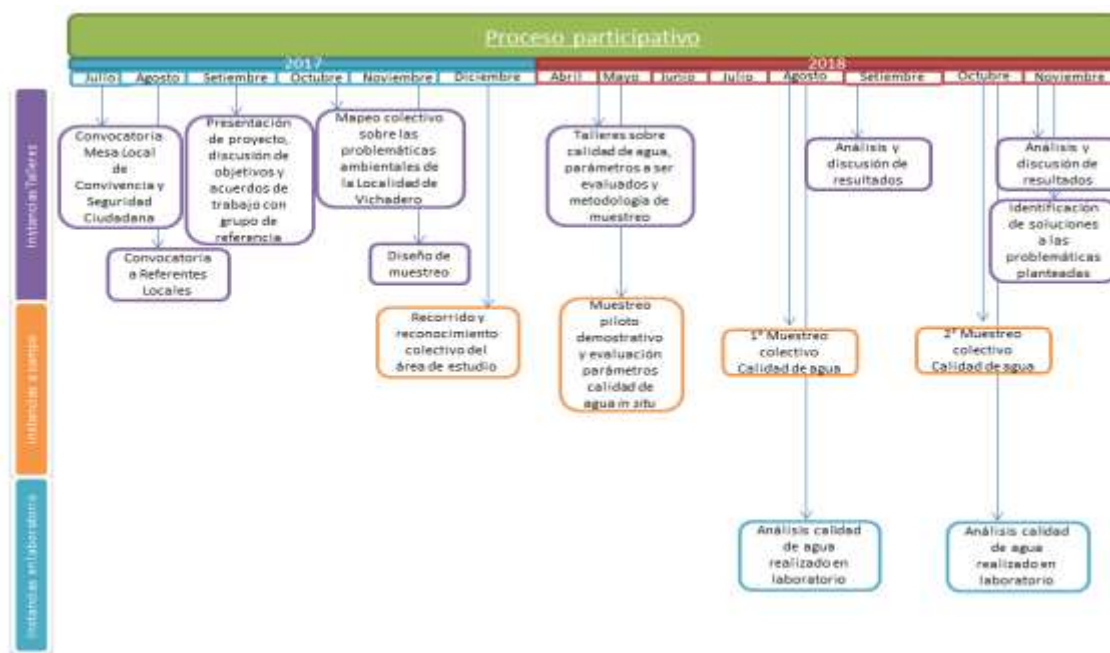 Proceso participativo
2017
2018
Julio
Agosto
Setiembre
Octubre
Noviembre
Diciembre
Abril
Mayo
Junio
Julio
Agosto
Setiembre
Octubre
Noviembre
Instancias Talleres
Convocatoria
Mesa Local
de
Convivencia y
Seguridad
Ciudadana
Convocatoria
a Referentes
Locales
Presentación
de proyecto,
discusión de
objetivos y
acuerdos de
trabajo con
grupo de
referencia
Mapeo colectivo
sobre las
problemáticas
ambientales de
la Localidad de
Vichadero
Diseño de
muestreo
Talleres sobre
calidad de agua,
parámetros a ser
evaluados y
metodología de
muestreo
Análisis y
discusión de
resultados
Análisis y
discusión de
resultados
Identificación
de soluciones
a las
problemáticas
planteadas
Instancias a campo
Recorrido y
reconocimiento
colectivo del
área de estudio
Muestreo
piloto
demostrativo
y evaluación
parámetros
calidad de
agua in situ
1° Muestreo
colectivo
Calidad de agua
2° Muestreo
colectivo
Calidad de agua
Instancias en laboratorio
Análisis calidad
de agua
realizado en
laboratorio
Análisis calidad
de agua
realizado en
laboratorio